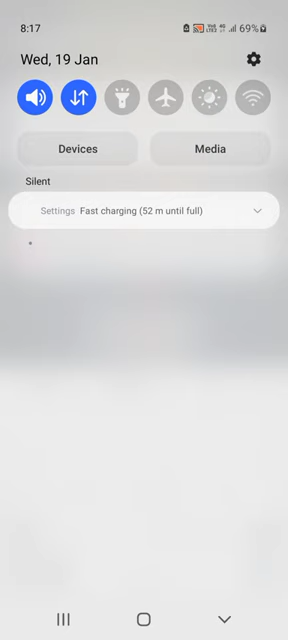 8:17
69%
Wed, 19 Jan
Devices
Media
Silent
Settings Fast charging (52 m until full)